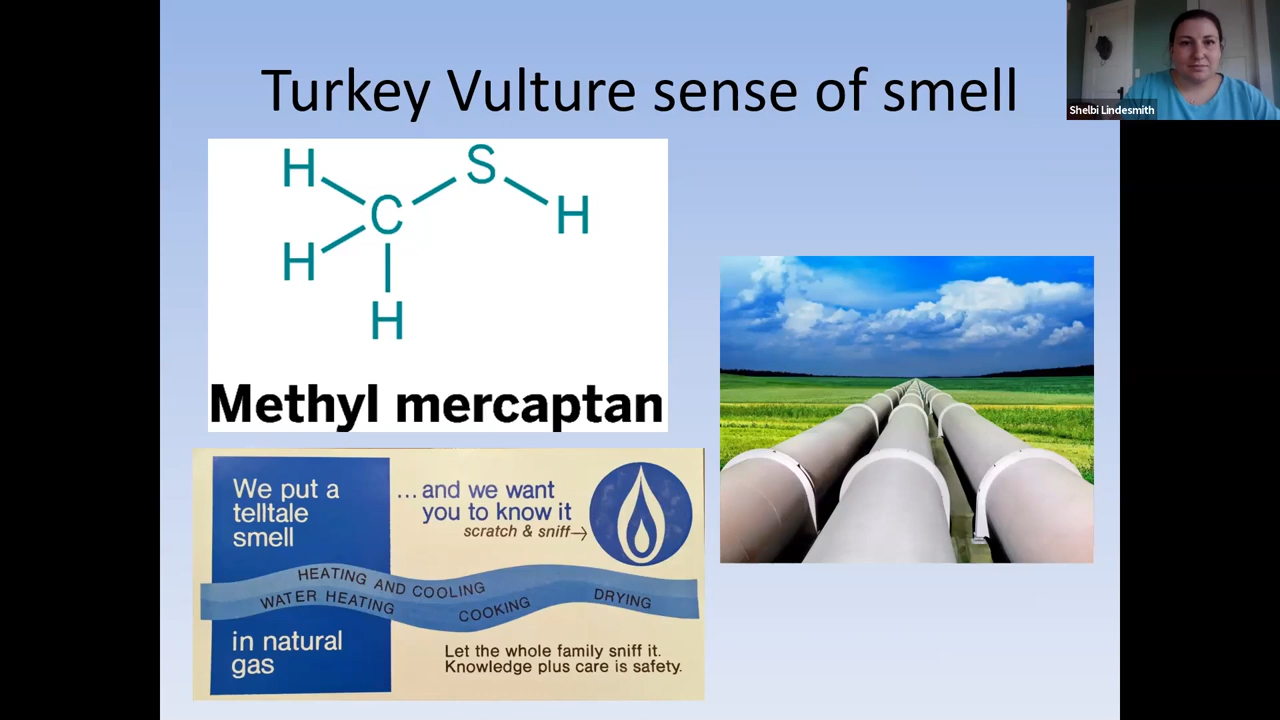 Turkey Vulture sense of smell
Shelbi Lindesmith
H
S
C
H
H
H
Methyl mercaptan
We put a
telltale
smell
...and we want
you to know it
scratch & sniff→
HEATING AND COOLING
WATER HEATING
COOKING
DRYING
in natural
gas
Let the whole family sniff it.
Knowledge plus care is safety.